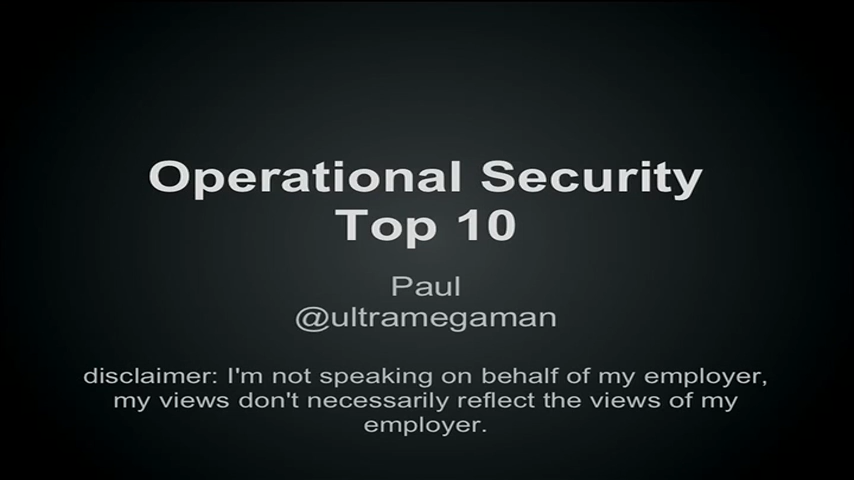 Operational Security
Top 10
Paul
@ultramegaman
disclaimer: I'm not speaking on behalf of my employer,
my views don't necessarily reflect the views of my
employer.